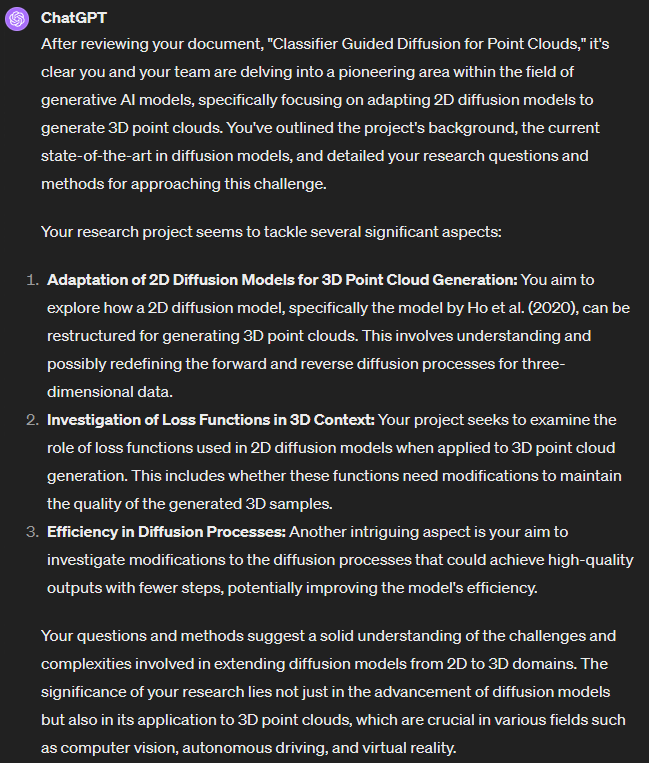 ChatGPT
After reviewing your document, "Classifier Guided Diffusion for Point Clouds," it's
clear you and your team are delving into a pioneering area within the field of
generative AI models, specifically focusing on adapting 2D diffusion models to
generate 3D point clouds. You've outlined the project's background, the current
state-of-the-art in diffusion models, and detailed your research questions and
methods for approaching this challenge.
Your research project seems to tackle several significant aspects:
1. Adaptation of 2D Diffusion Models for 3D Point Cloud Generation: You aim to
explore how a 2D diffusion model, specifically the model by Ho et al. (2020), can be
restructured for generating 3D point clouds. This involves understanding and
possibly redefining the forward and reverse diffusion processes for three-
dimensional data.
2. Investigation of Loss Functions in 3D Context: Your project seeks to examine the
role of loss functions used in 2D diffusion models when applied to 3D point cloud
generation. This includes whether these functions need modifications to maintain
the quality of the generated 3D samples.
3. Efficiency in Diffusion Processes: Another intriguing aspect is your aim to
investigate modifications to the diffusion processes that could achieve high-quality
outputs with fewer steps, potentially improving the model's efficiency.
Your questions and methods suggest a solid understanding of the challenges and
complexities involved in extending diffusion models from 2D to 3D domains. The
significance of your research lies not just in the advancement of diffusion models
but also in its application to 3D point clouds, which are crucial in various fields such
as computer vision, autonomous driving, and virtual reality.